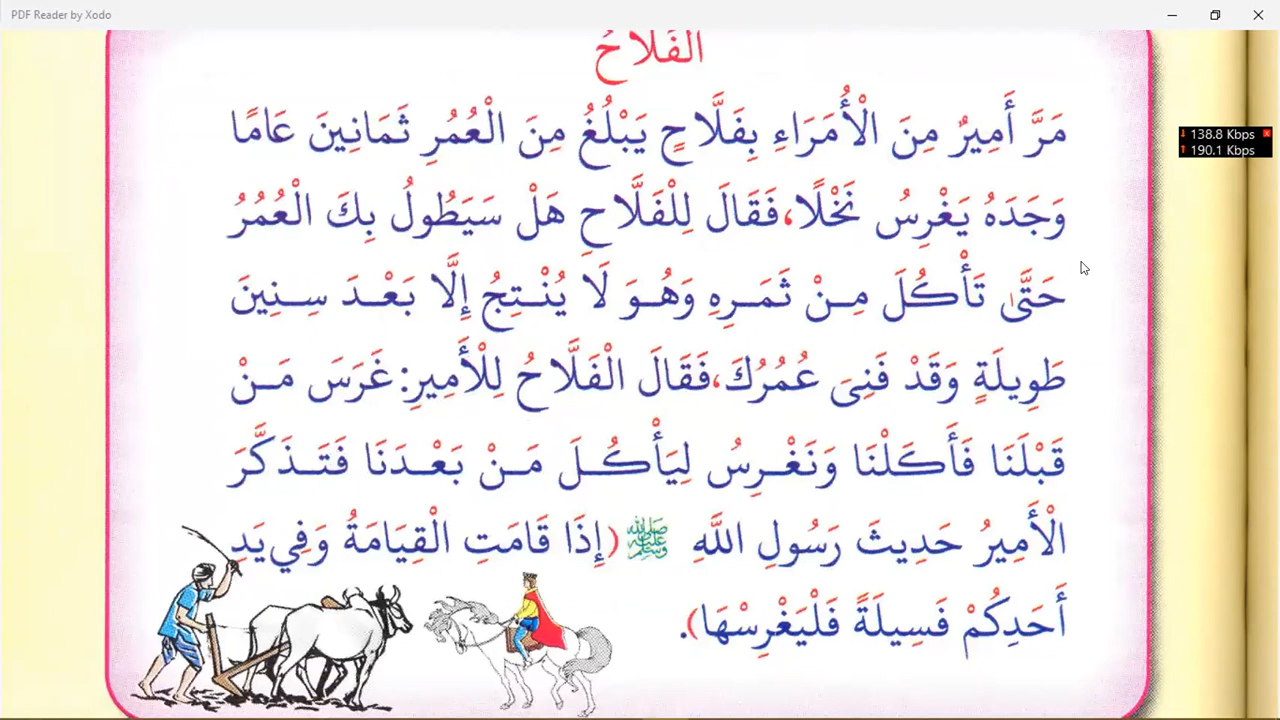 PDF Reader by Xodo
الْفَلَّاحُ
138.8 Kbps
190.1 Kbps
مَرَّ أَمِيرٌ مِنَ الْأُمَرَاءِ بِفَلَّاحٍ يَبْلُغُ مِنَ الْعُمُرِ ثَمَانِينَ عَامًا
وَجَدَهُ يَغْرِسُ نَخْلًا، فَقَالَ لِلْفَلَّاحِ هَلْ سَيَطُولُ بِكَ الْعُمُرُ
حَتَّىٰ تَأْكُلَ مِنْ ثَمَرِهِ وَهُوَ لَا يُنْتِجُ إِلَّا بَعْدَ سِنِينَ
طَوِيلَةٍ وَقَدْ فَنِىَ عُمُرُكَ، فَقَالَ الْفَلَّاحُ لِلْأَمِيرِ: غَرَسَ مَنْ
قَبْلَنَا فَأَكَلْنَا وَنَغْرِسُ لِيَأْكُلَ مَنْ بَعْدَنَا فَتَذَكَّرَ
الْأَمِيرُ حَدِيثَ رَسُولِ اللَّهِ ﷺ (إِذَا قَامَتِ الْقِيَامَةُ وَفِي يَدِ
أَحَدِكُمْ فَسِيلَةً فَلْيَغْرِسْهَا).